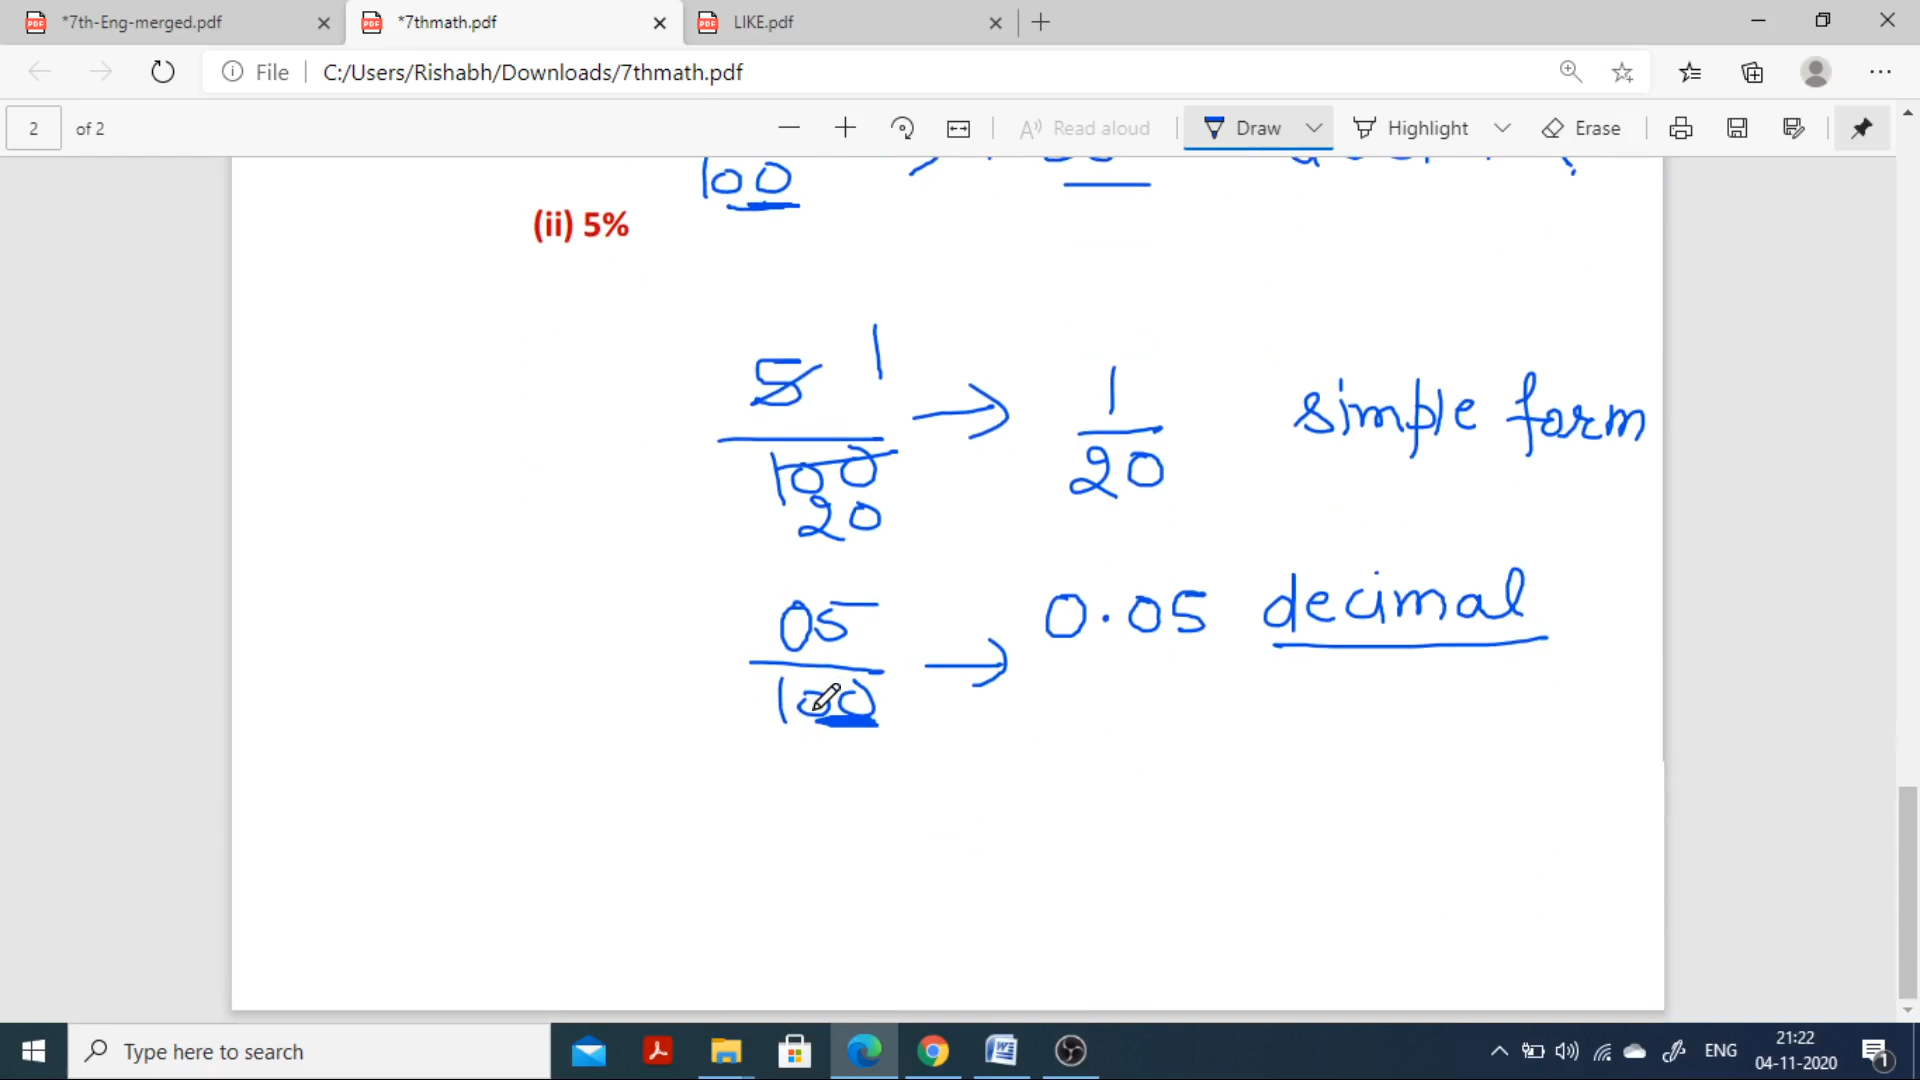 *7th-Eng-merged.pdf
*7thmath.pdf
LIKE.pdf
File
C:/Users/Rishabh/Downloads/7thmath.pdf
2 of 2
Read aloud
Draw
Highlight
Erase
100
(ii) 5%
5 1
100
20
1
20
simple form
05
100
0.05 decimal
Type here to search
ENG
21:22
04-11-2020
1